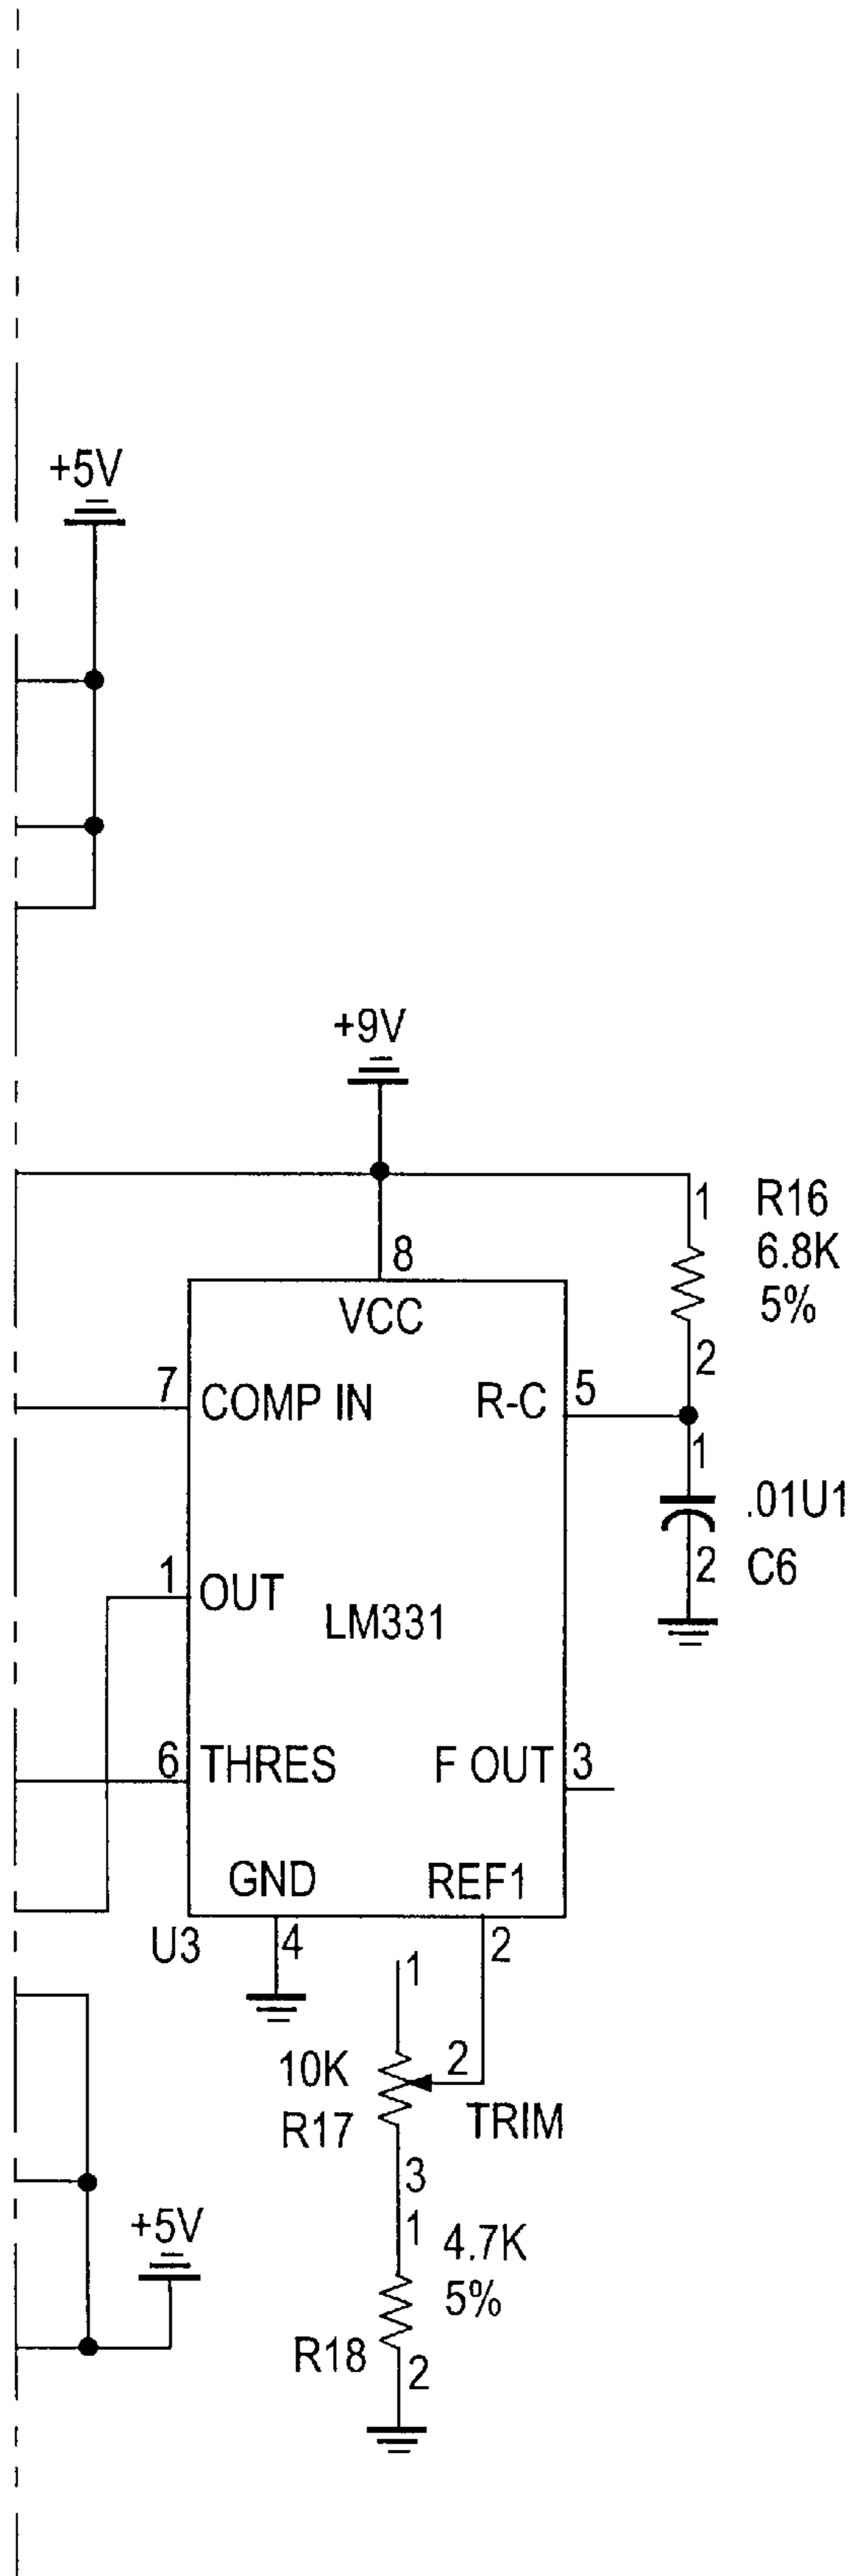 +5V
+9V
1
R16
6.8K
5%
8
VCC
2
7
COMP IN
R-C
5
1
.01U1
2
C6
1
OUT
LM331
6
THRES
F OUT
3
GND
REF1
U3
4
2
1
10K
2
R17
TRIM
3
+5V
1
4.7K
5%
R18
2